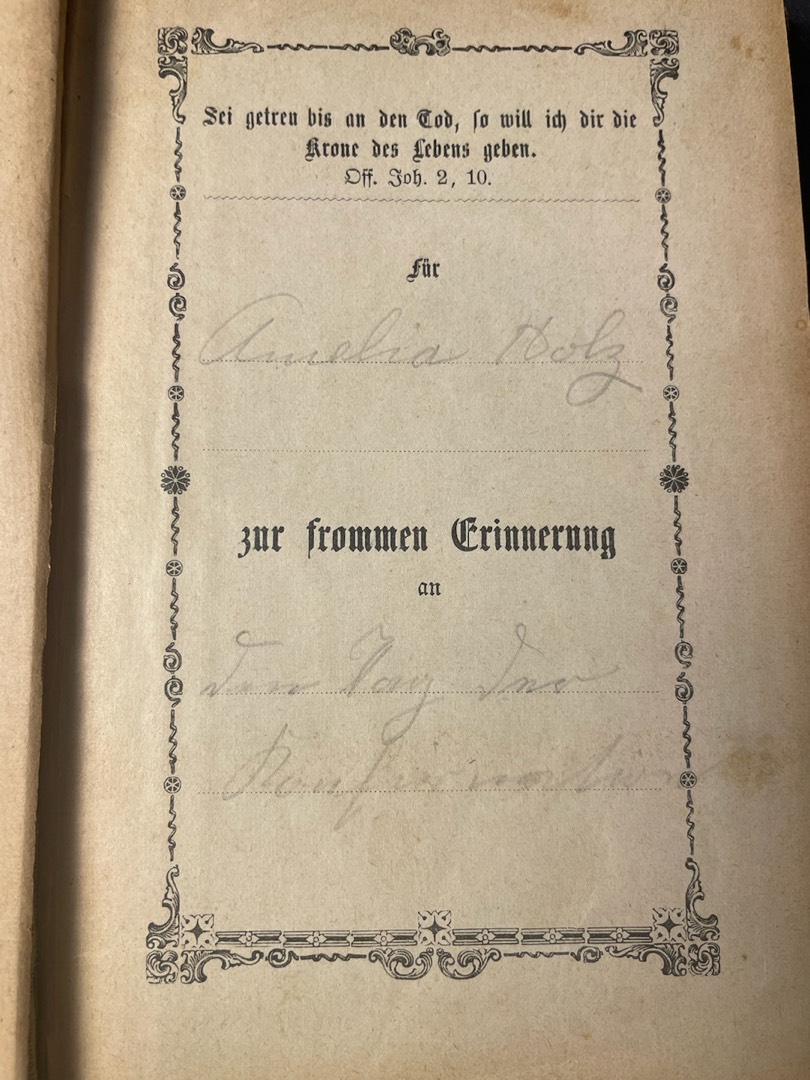 Sei getreu bis an den Tod, so will ich dir die
Krone des Lebens geben.
Off. Joh. 2, 10.
Für
Amelia Holz
zur frommen Erinnerung
an
den Tag der
Konfirmation